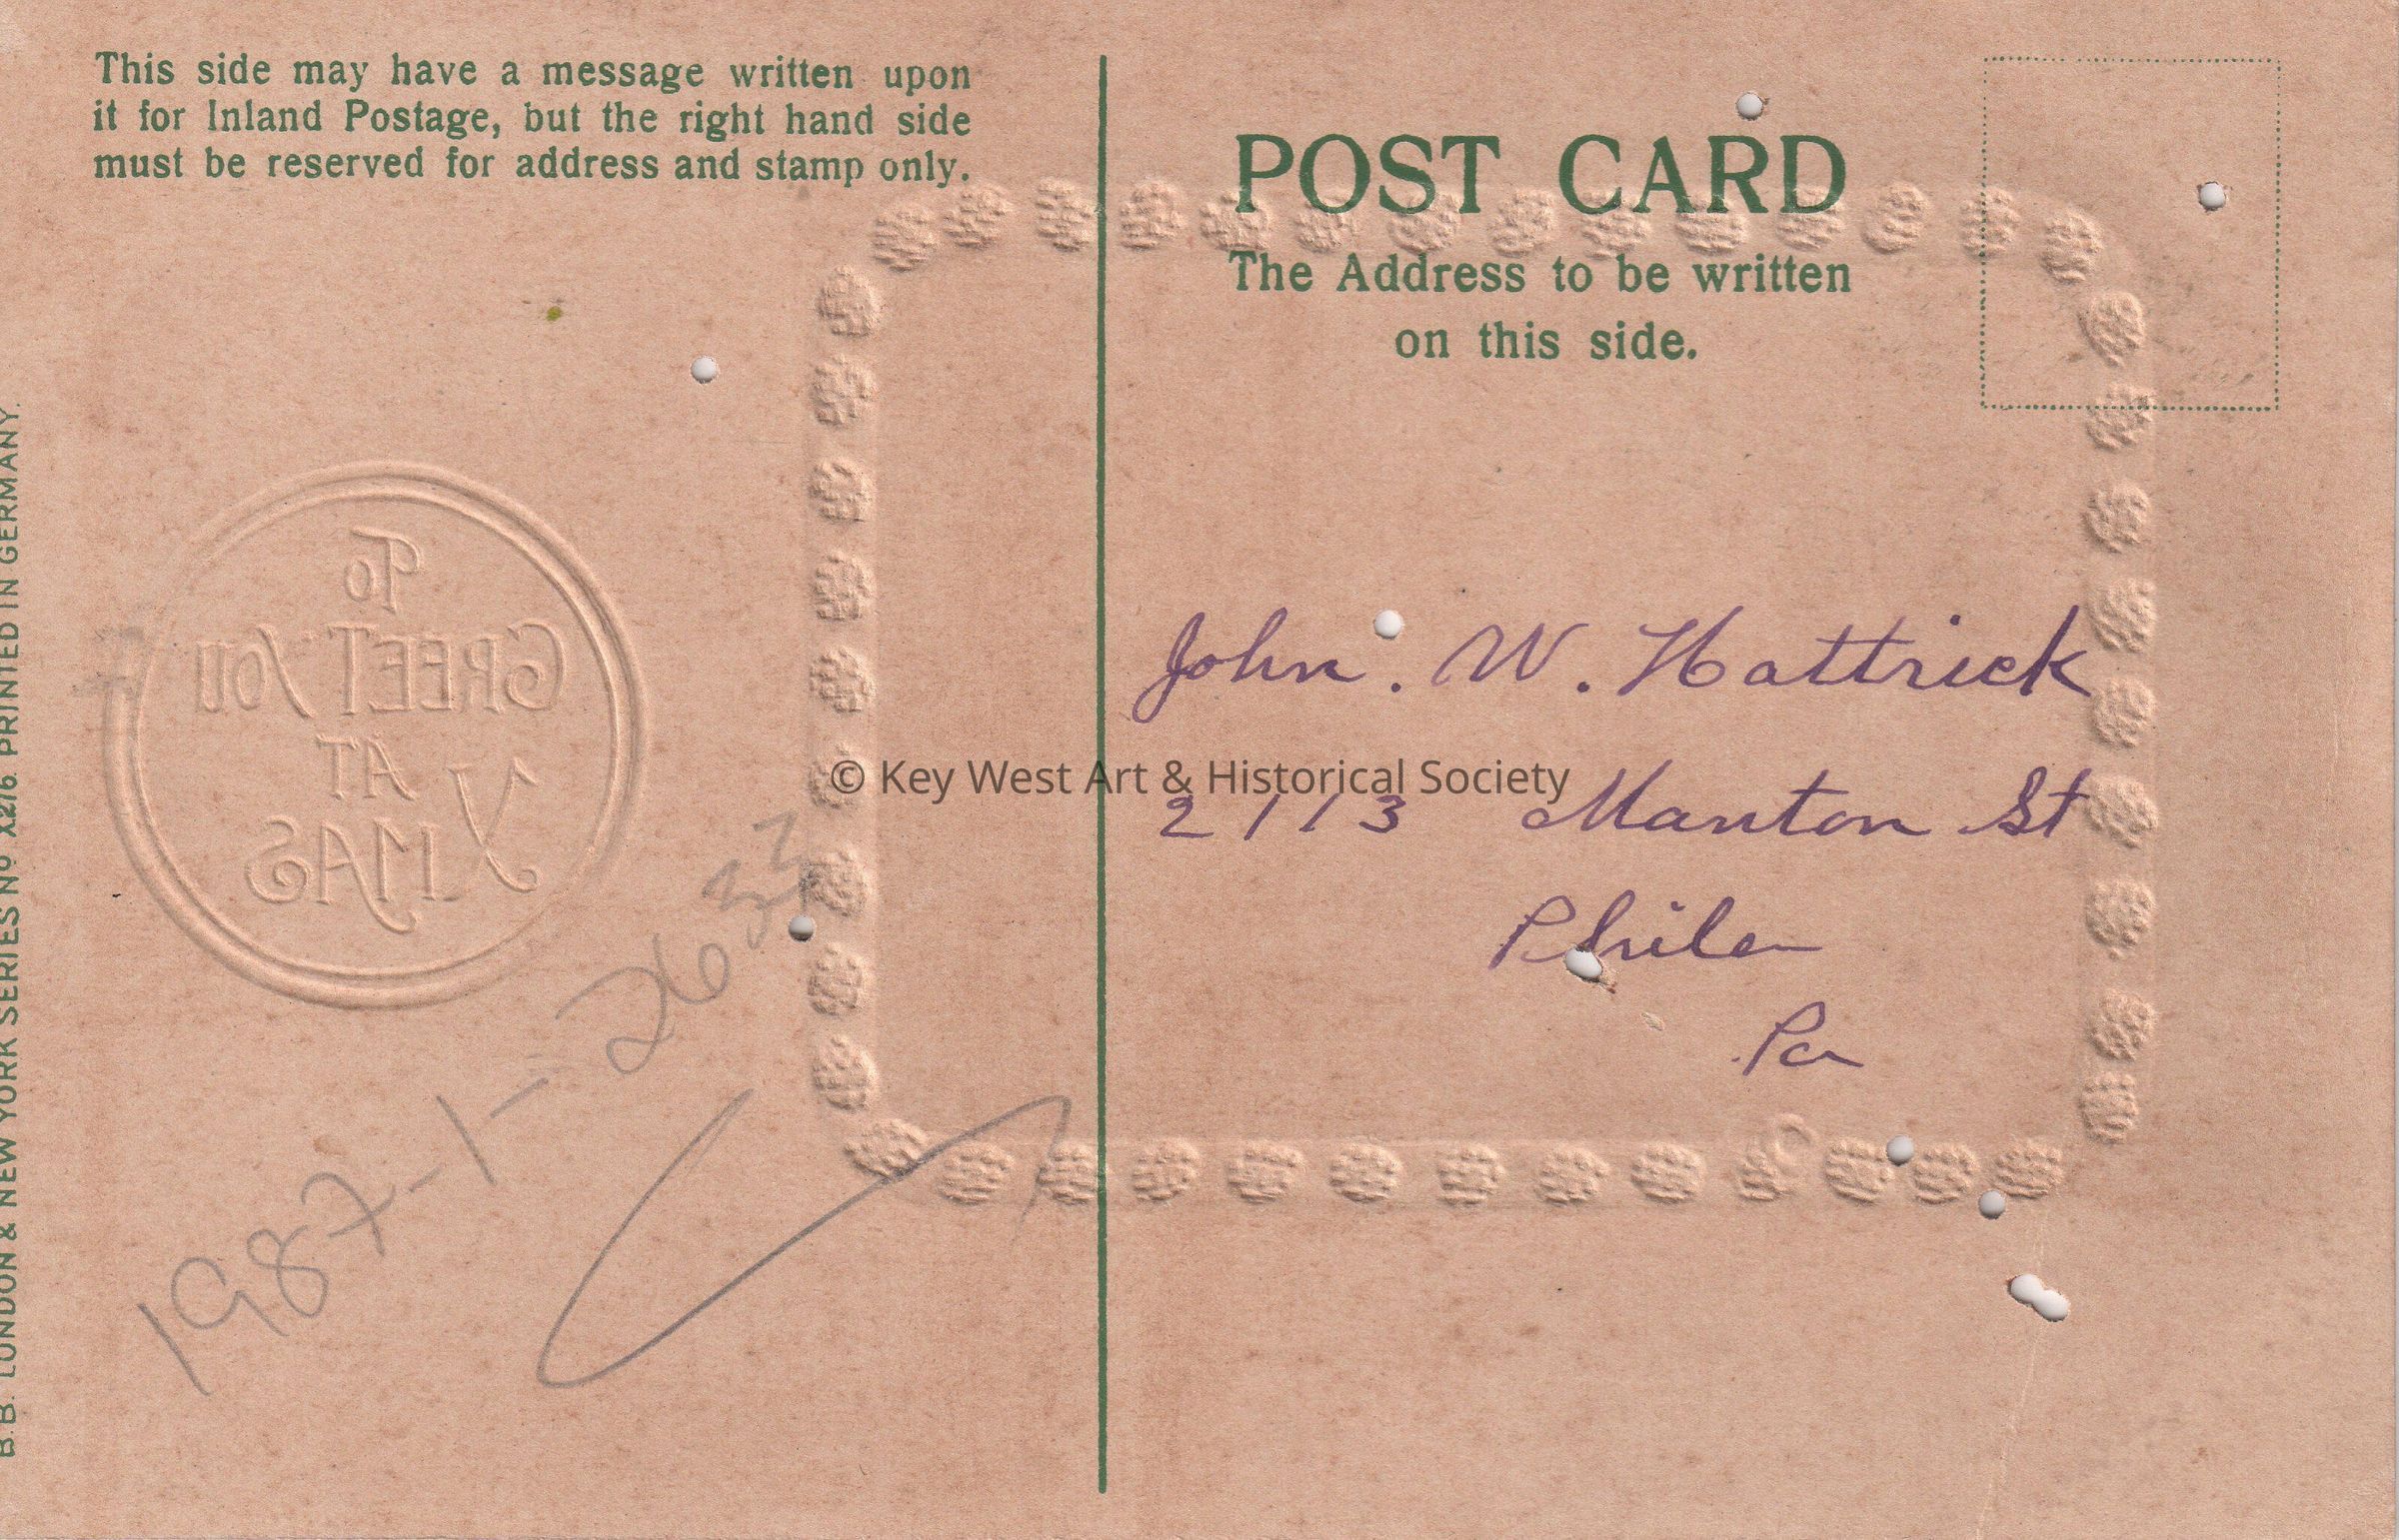 This side may have a message written upon
it for Inland Postage, but the right hand side
must be reserved for address and stamp only.
POST CARD
The Address to be written
on this side.
To
GREET YOU
AT
XMAS
John. W. Hattrick
© Key West Art & Historical Society
2113 Manton St
Phila
Pa
1987-1-2633
B.B. LONDON & NEW YORK SERIES Nº X216. PRINTED IN GERMANY.